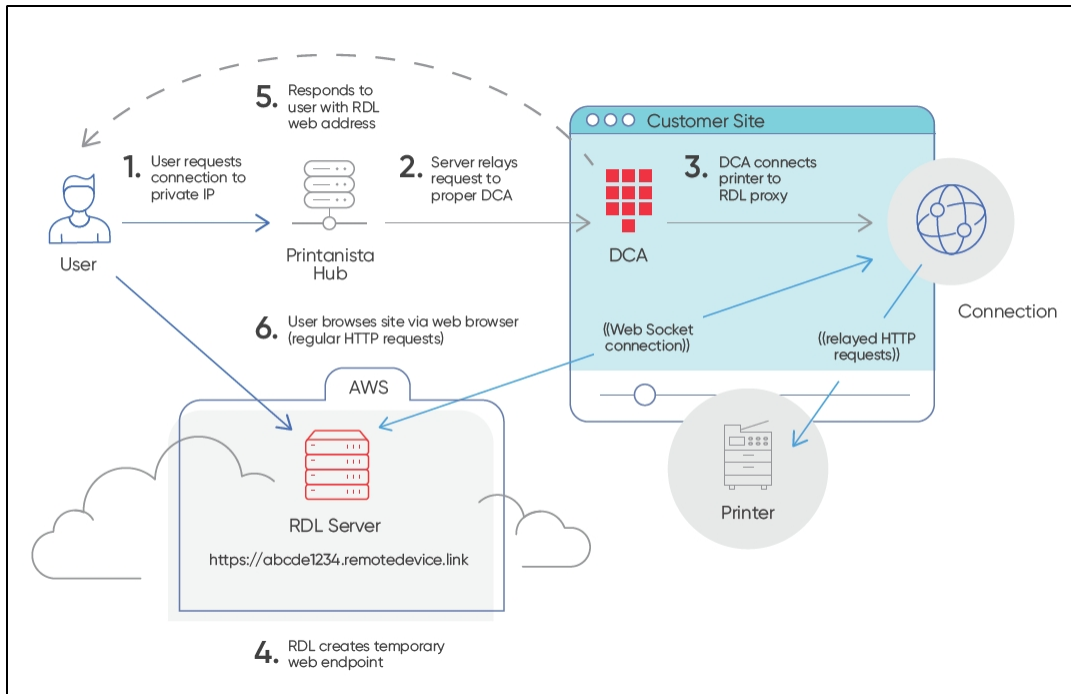 5. Responds to
user with RDL
web address
Customer Site
1. User requests
connection to
private IP
2. Server relays
request to
proper DCA
3. DCA connects
printer to
RDL proxy
User
Printanista
Hub
DCA
Connection
6. User browses site via web browser
(regular HTTP requests)
((Web Socket
connection))
((relayed HTTP
requests))
AWS
RDL Server
https://abcde1234.remotedevice.link
Printer
4. RDL creates temporary
web endpoint